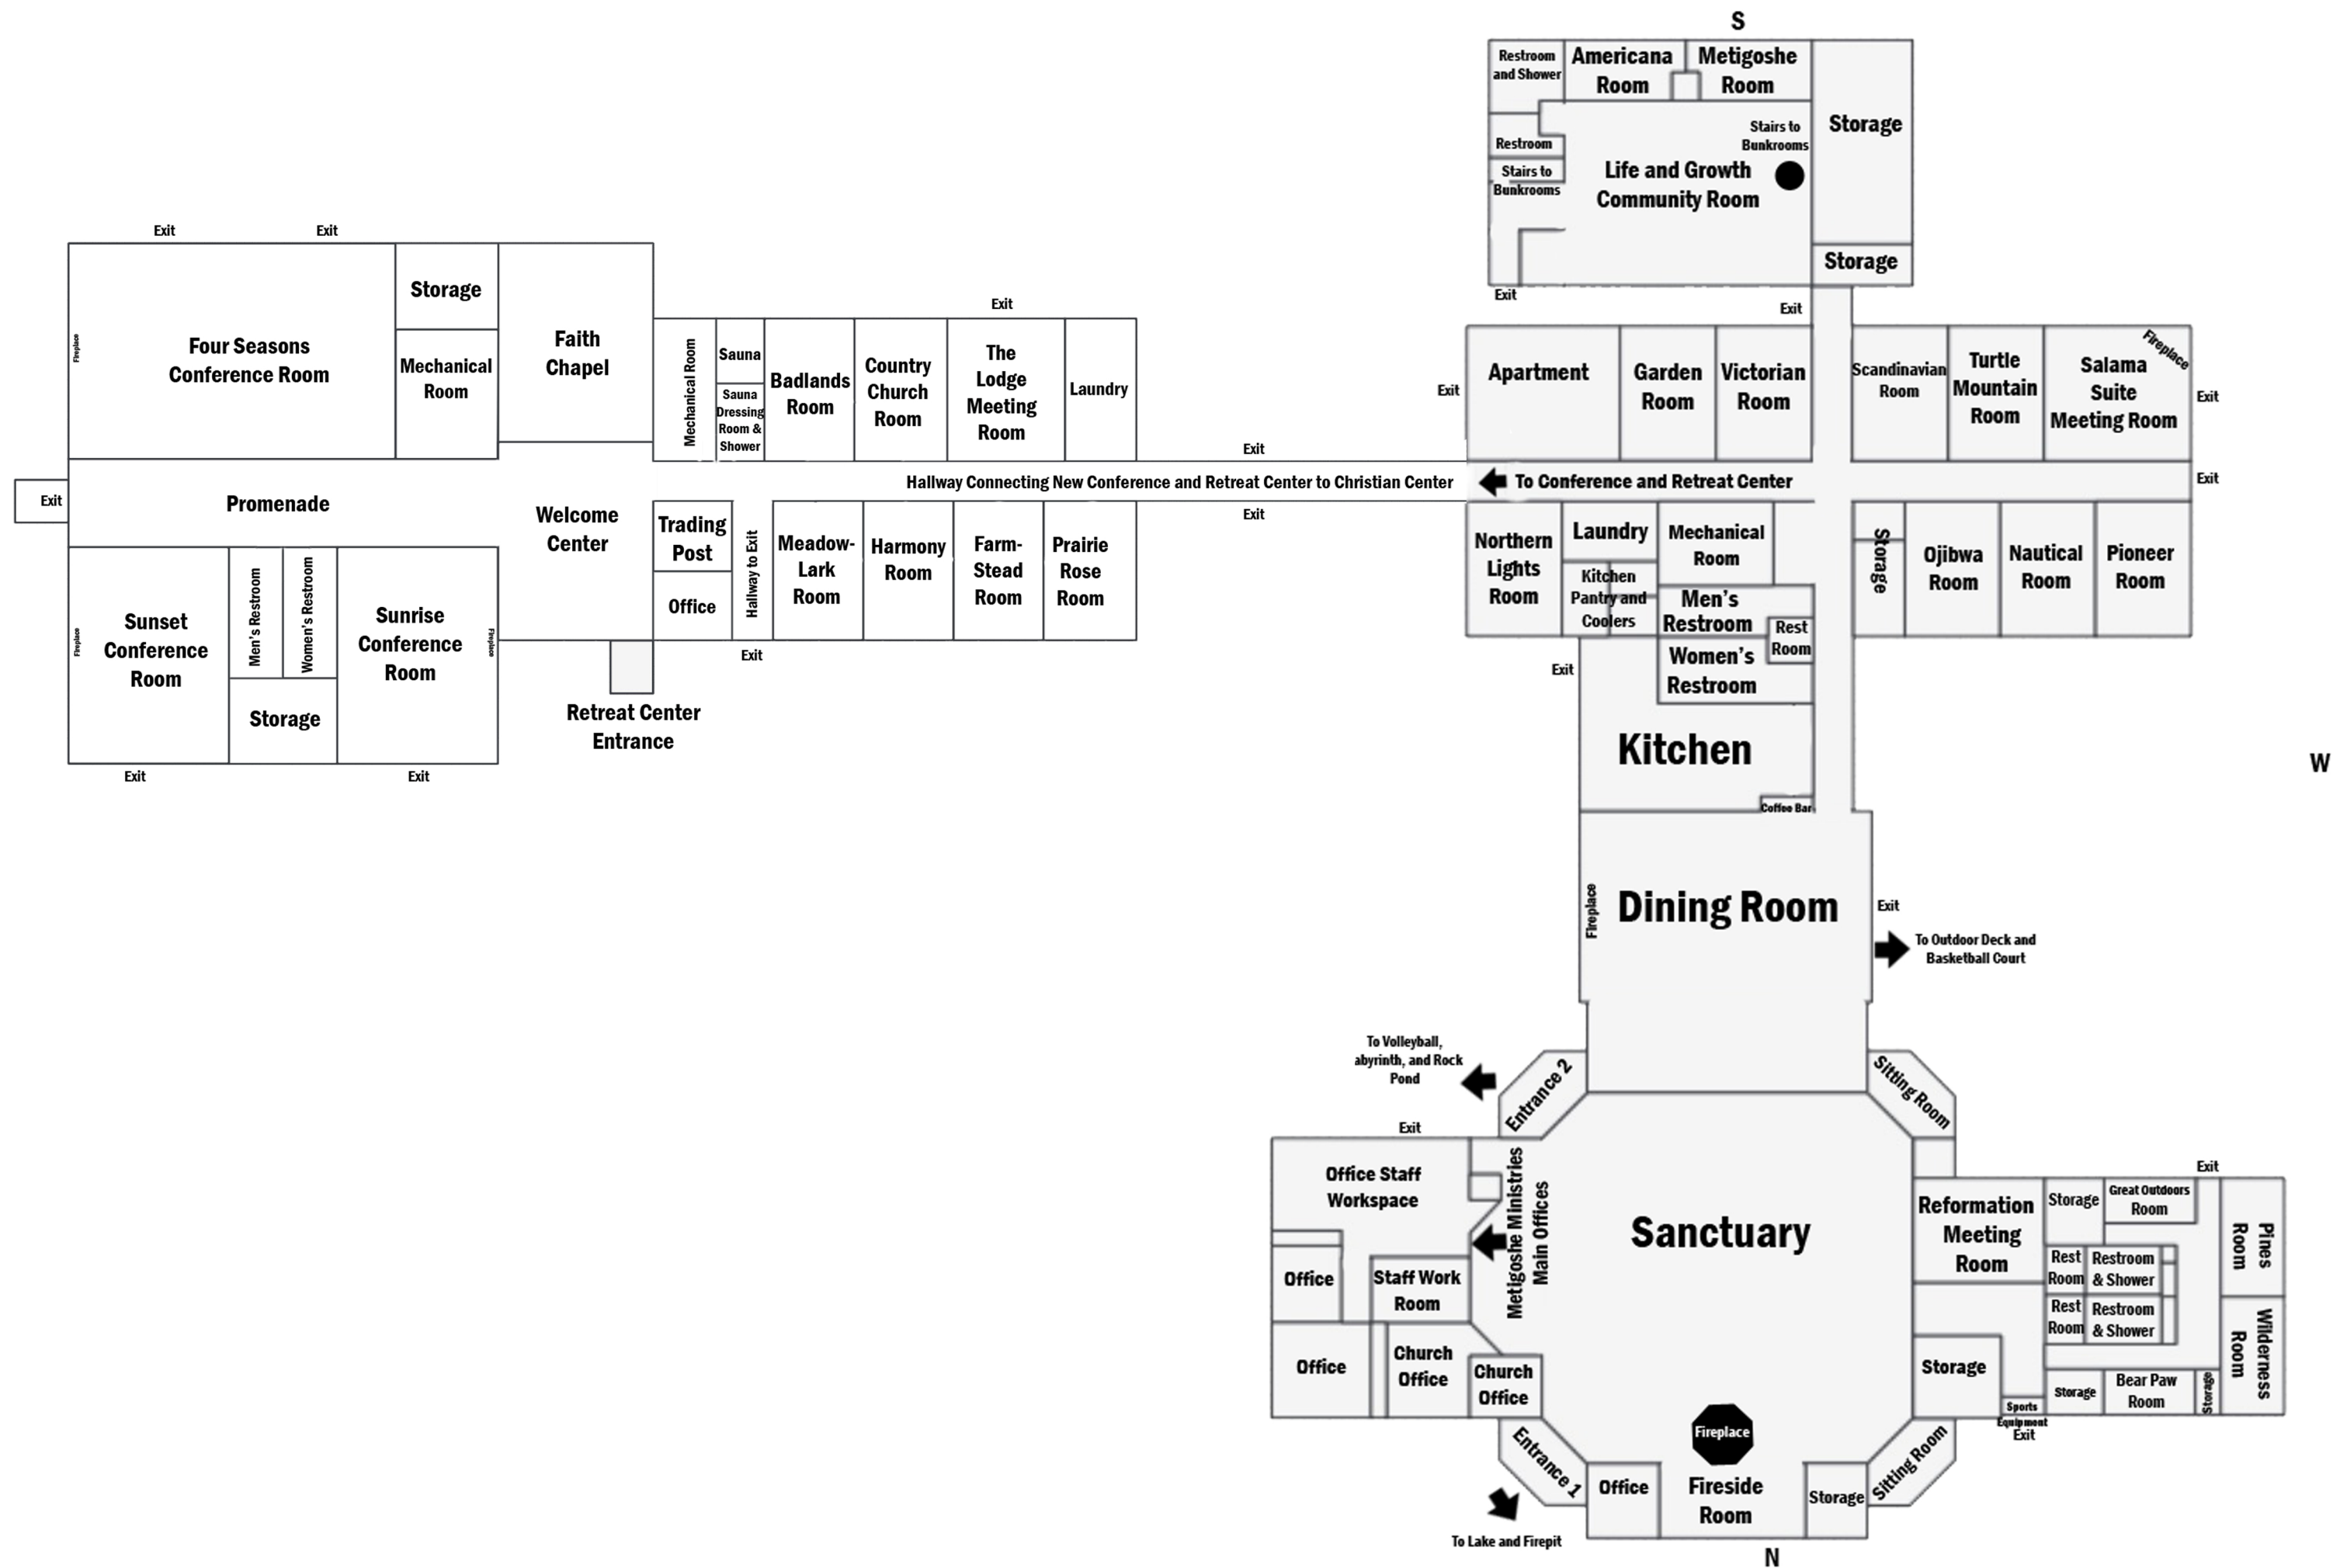 S
Restroom
and Shower
Americana
Room
Metigoshe
Room
Storage
Stairs to
Bunkrooms
Restroom
Stairs to
Bunkrooms
Life and Growth
Community Room
Storage
Exit
Exit
Exit
Exit
Four Seasons
Conference Room
Fireplace
Storage
Mechanical
Room
Faith
Chapel
Exit
Mechanical Room
Sauna
Sauna
Dressing
Room &
Shower
Badlands
Room
Country
Church
Room
The
Lodge
Meeting
Room
Laundry
Exit
Exit
Apartment
Garden
Room
Victorian
Room
Scandinavian
Room
Turtle
Mountain
Room
Salama
Suite
Meeting Room
Fireplace
Exit
Exit
Promenade
Welcome
Center
Hallway Connecting New Conference and Retreat Center to Christian Center
To Conference and Retreat Center
Exit
Exit
Fireplace
Sunset
Conference
Room
Men's Restroom
Women's Restroom
Storage
Sunrise
Conference
Room
Fireplace
Exit
Exit
Trading
Post
Office
Hallway to Exit
Exit
Meadow-
Lark
Room
Harmony
Room
Farm-
Stead
Room
Prairie
Rose
Room
Retreat Center
Entrance
Northern
Lights
Room
Laundry
Kitchen
Pantry and
Coolers
Mechanical
Room
Men's
Restroom
Rest
Room
Women's
Restroom
Storage
Ojibwa
Room
Nautical
Room
Pioneer
Room
Exit
Kitchen
Coffee Bar
W
Fireplace
Dining Room
Exit
To Outdoor Deck and
Basketball Court
To Volleyball,
abyrinth, and Rock
Pond
Entrance 2
Sitting Room
Exit
Office Staff
Workspace
Metigoshe Ministries
Main Offices
Office
Staff Work
Room
Office
Church
Office
Church
Office
Sanctuary
Reformation
Meeting
Room
Storage
Great Outdoors
Room
Exit
Pines
Room
Rest
Room
Restroom
& Shower
Rest
Room
Restroom
& Shower
Wilderness
Room
Storage
Storage
Bear Paw
Room
Storage
Sports
Equipment
Exit
Entrance 1
Office
Fireplace
Fireside
Room
Storage
Sitting Room
To Lake and Firepit
N